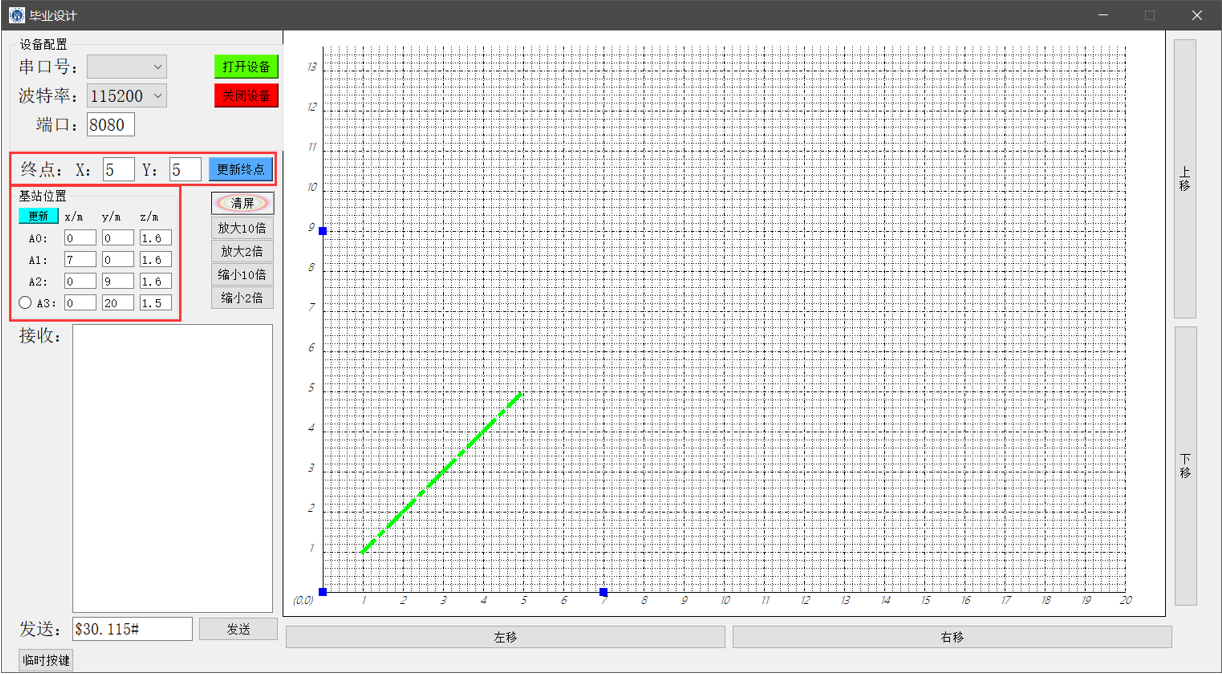 毕业设计
设备配置
串口号: 打开设备
波特率: 115200 关闭设备
端口: 8080
终点: X: 5 Y: 5 更新终点
基站位置
更新 x/m y/m z/m
A0: 0 0 1.6
A1: 7 0 1.6
A2: 0 9 1.6
A3: 0 20 1.5
清屏
放大10倍
放大2倍
缩小10倍
缩小2倍
接收:
发送: $30.115# 发送
临时按键
13
12
11
10
9
8
7
6
5
4
3
2
1
(0,0) 1 2 3 4 5 6 7 8 9 10 11 12 13 14 15 16 17 18 19 20
左移 右移
上移
下移